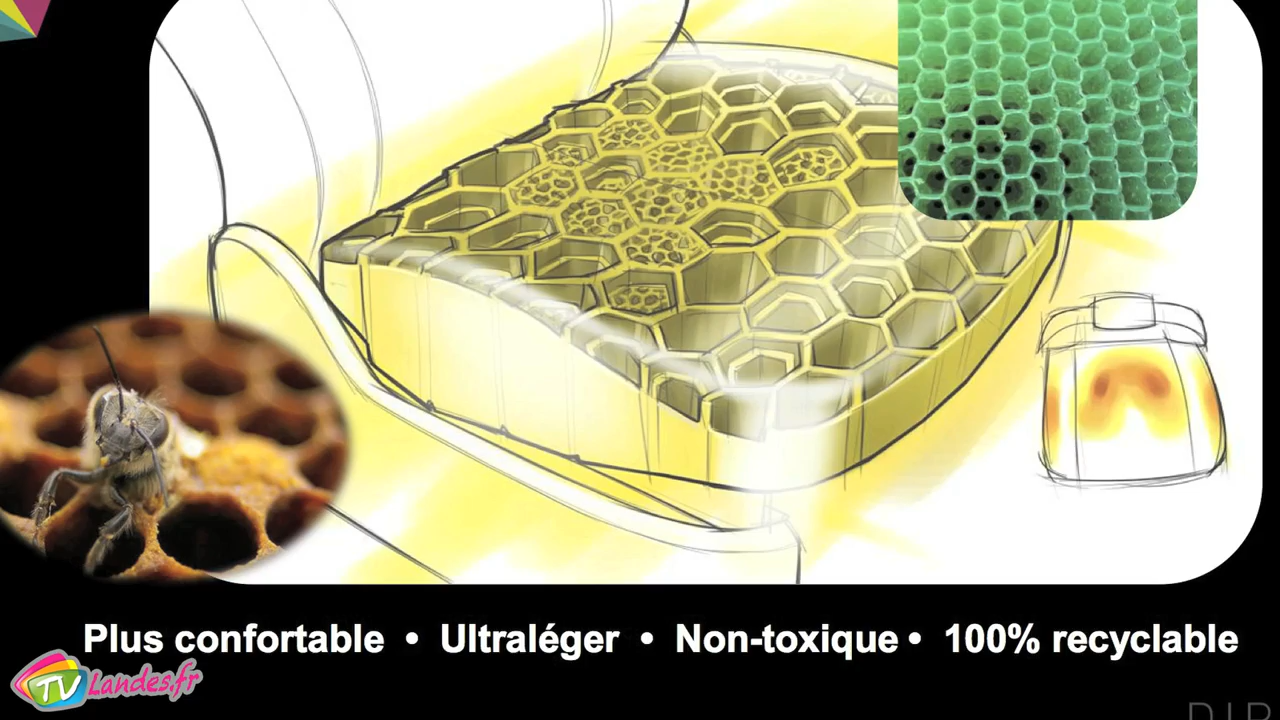 Plus confortable • Ultraléger • Non-toxique • 100% recyclable
TV Landes.fr